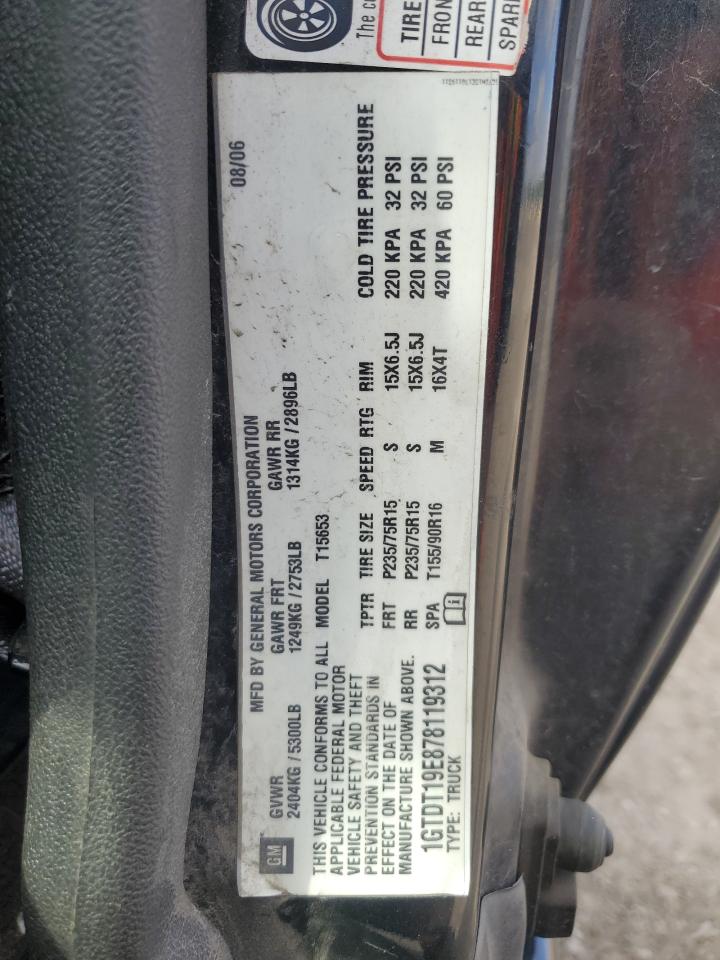 The co
TIRE
FRON
REAR
SPARE
MFD BY GENERAL MOTORS CORPORATION 08/06
GM GVWR GAWR FRT GAWR RR
2404KG / 5300LB 1249KG / 2753LB 1314KG / 2896LB
THIS VEHICLE CONFORMS TO ALL MODEL T15653
APPLICABLE FEDERAL MOTOR
VEHICLE SAFETY AND THEFT
PREVENTION STANDARDS IN
EFFECT ON THE DATE OF
MANUFACTURE SHOWN ABOVE.
TPTR TIRE SIZE SPEED RTG RIM COLD TIRE PRESSURE
FRT P235/75R15 S 15X6.5J 220 KPA 32 PSI
RR P235/75R15 S 15X6.5J 220 KPA 32 PSI
SPA T155/90R16 M 16X4T 420 KPA 60 PSI
1GTDT19E878119312
TYPE: TRUCK